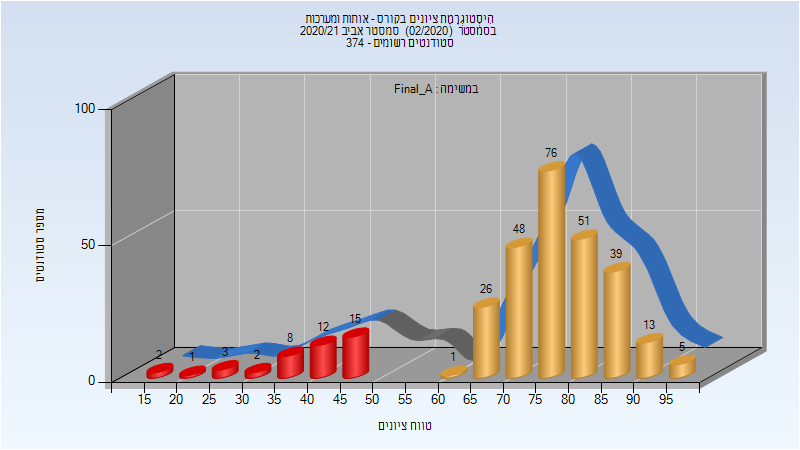 היסטוגרמת ציונים בקורס - אותות ומערכות
בסמסטר (02/2020) סמסטר אביב 2020/21
סטודנטים רשומים - 374
במשימה : Final_A
מספר סטודנטים
100
50
0
2
1
3
2
8
12
15
1
26
48
76
51
39
13
5
15 20 25 30 35 40 45 50 55 60 65 70 75 80 85 90 95
טווח ציונים